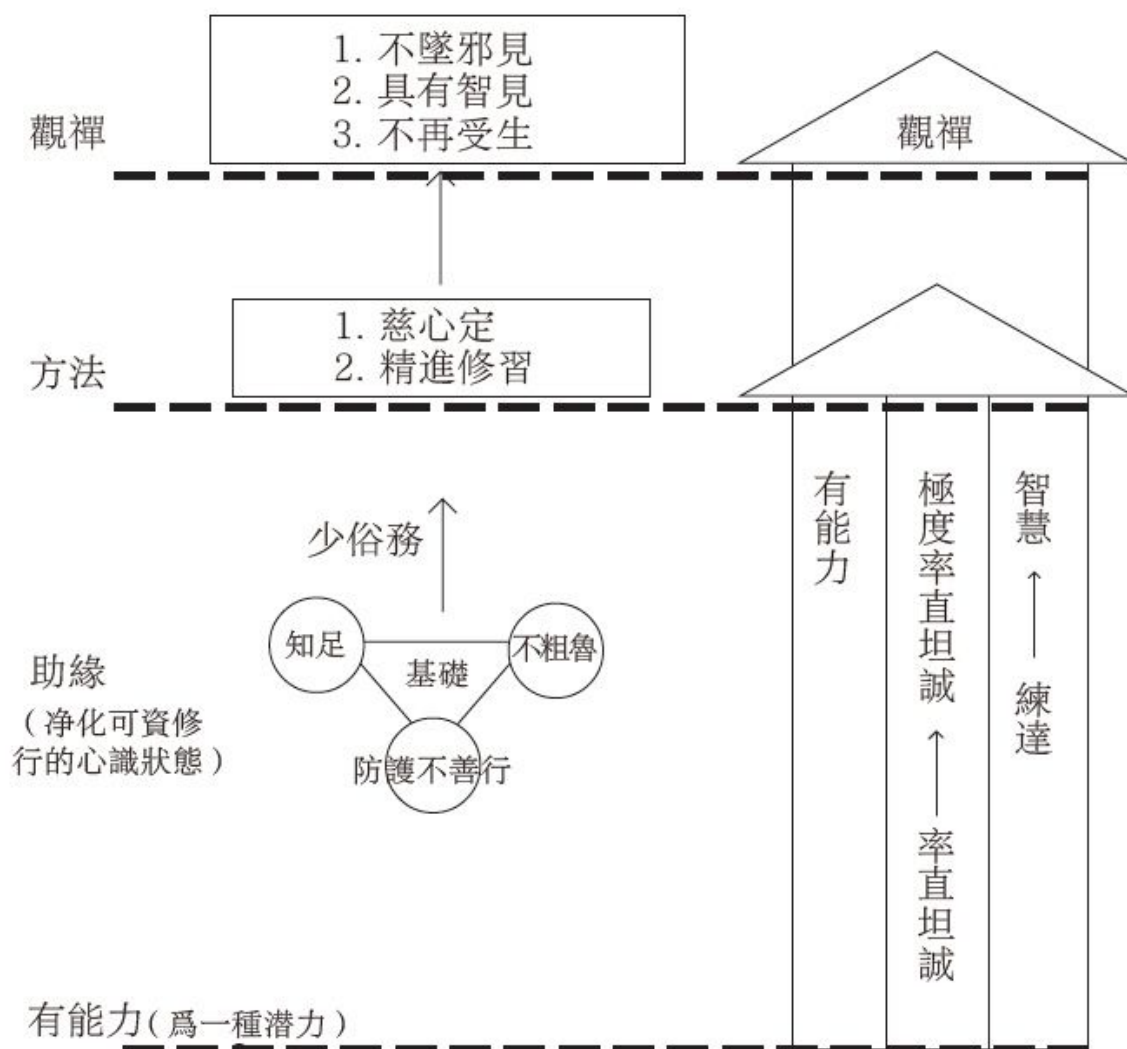 1. 不墜邪見
2. 具有智見
3. 不再受生
觀禪
觀禪
1. 慈心定
2. 精進修習
方法
少俗務
知足
不粗魯
基礎
防護不善行
助緣
（净化可資修
行的心識狀態）
有能力
極度率直坦誠
率直坦誠
智慧
練達
有能力（爲一種潜力）